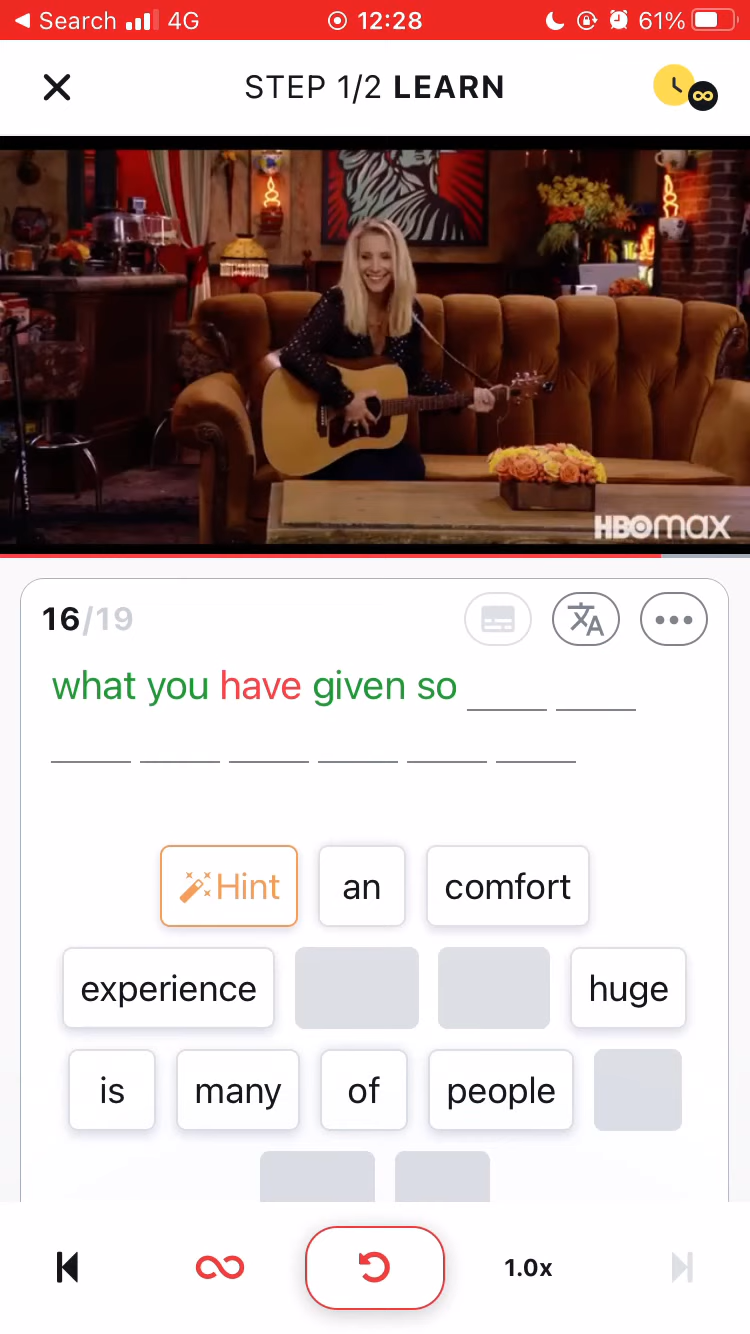 Search 4G 12:28 61%
STEP 1/2 LEARN
HBOMAX
16/19
what you have given so
Hint an comfort
experience huge
is many of people
1.0x